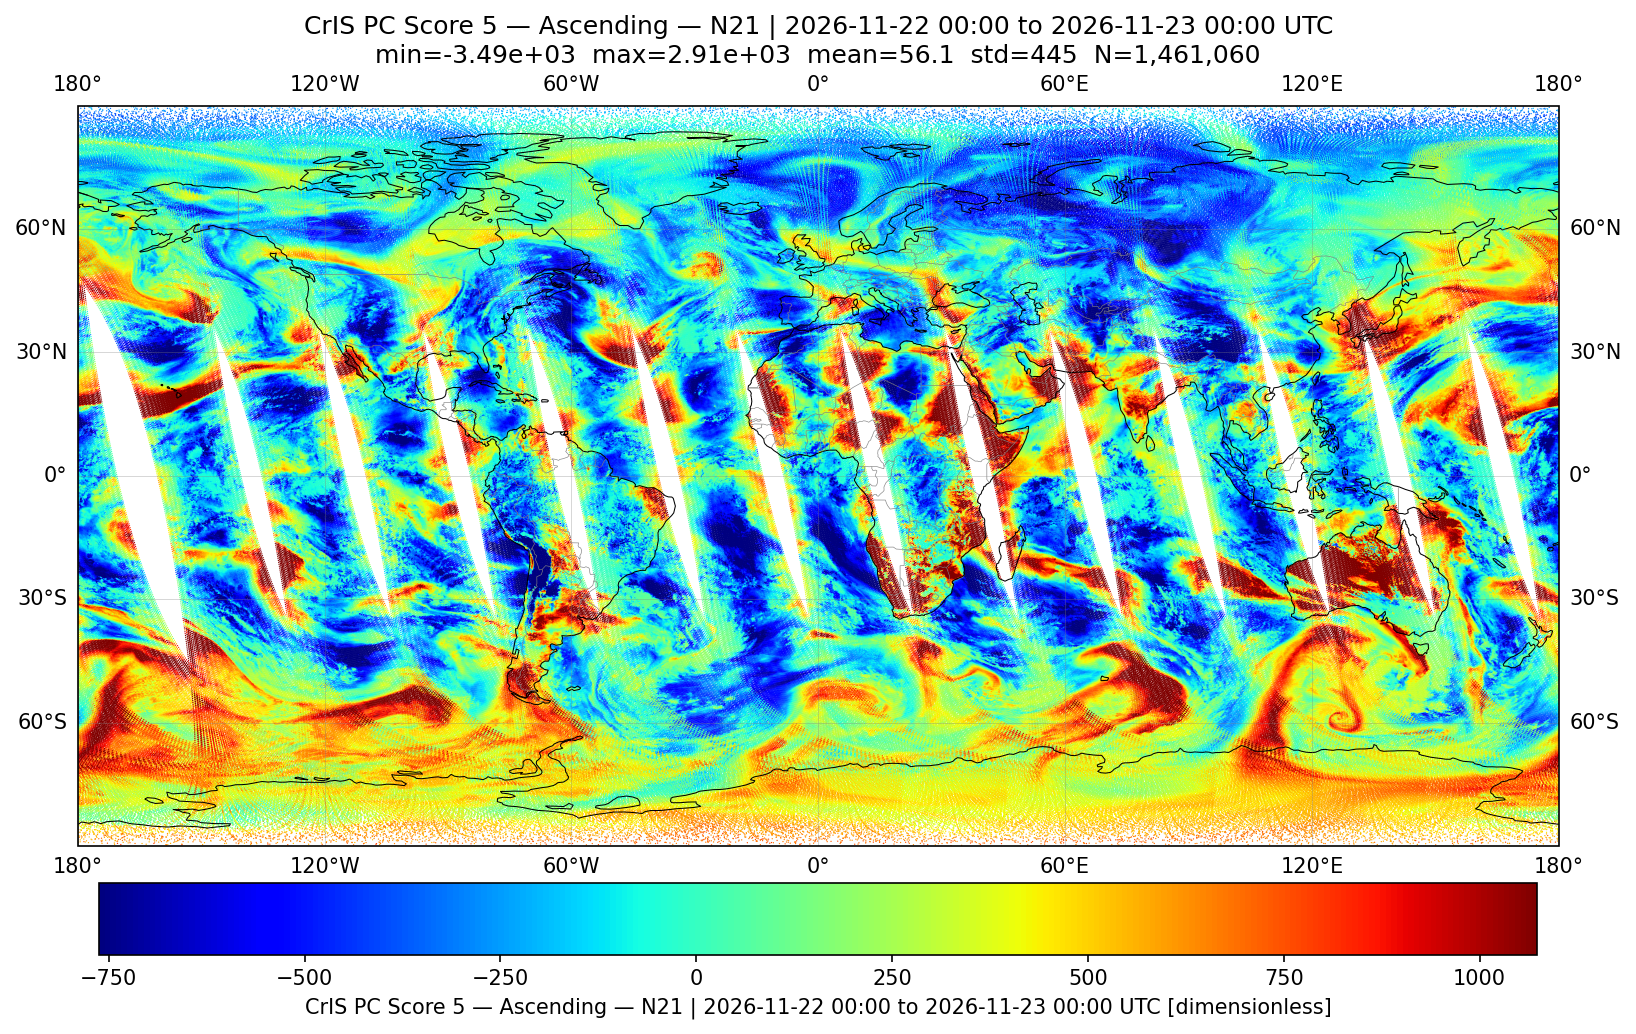 CrIS PC Score 5 — Ascending — N21 | 2026-11-22 00:00 to 2026-11-23 00:00 UTC
min=-3.49e+03 max=2.91e+03 mean=56.1 std=445 N=1,461,060
180° 120°W 60°W 0° 60°E 120°E 180°
60°N 60°N
30°N 30°N
0° 0°
30°S 30°S
60°S 60°S
180° 120°W 60°W 0° 60°E 120°E 180°
−750 −500 −250 0 250 500 750 1000
CrIS PC Score 5 — Ascending — N21 | 2026-11-22 00:00 to 2026-11-23 00:00 UTC [dimensionless]